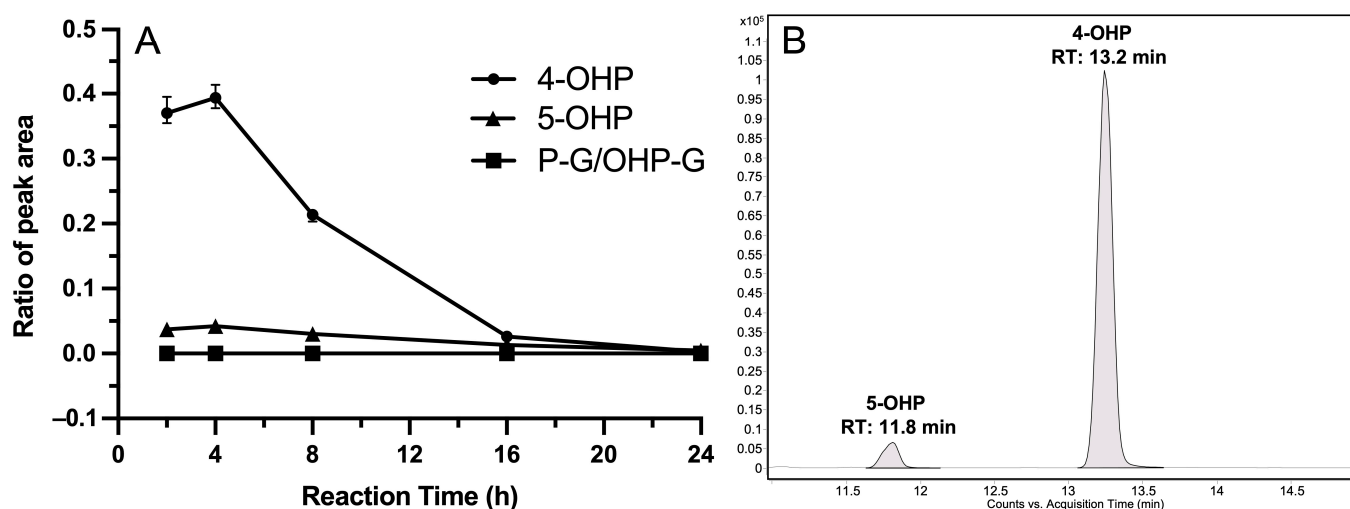 A
0.5
0.4
0.3
0.2
0.1
0.0
–0.1
Ratio of peak area
4-OHP
5-OHP
P-G/OHP-G
0 4 8 12 16 20 24
Reaction Time (h)
B
x10⁵
1.1
1.05
1
0.95
0.9
0.85
0.8
0.75
0.7
0.65
0.6
0.55
0.5
0.45
0.4
0.35
0.3
0.25
0.2
0.15
0.1
0.05
0
4-OHP
RT: 13.2 min
5-OHP
RT: 11.8 min
11.5 12 12.5 13 13.5 14 14.5
Counts vs. Acquisition Time (min)